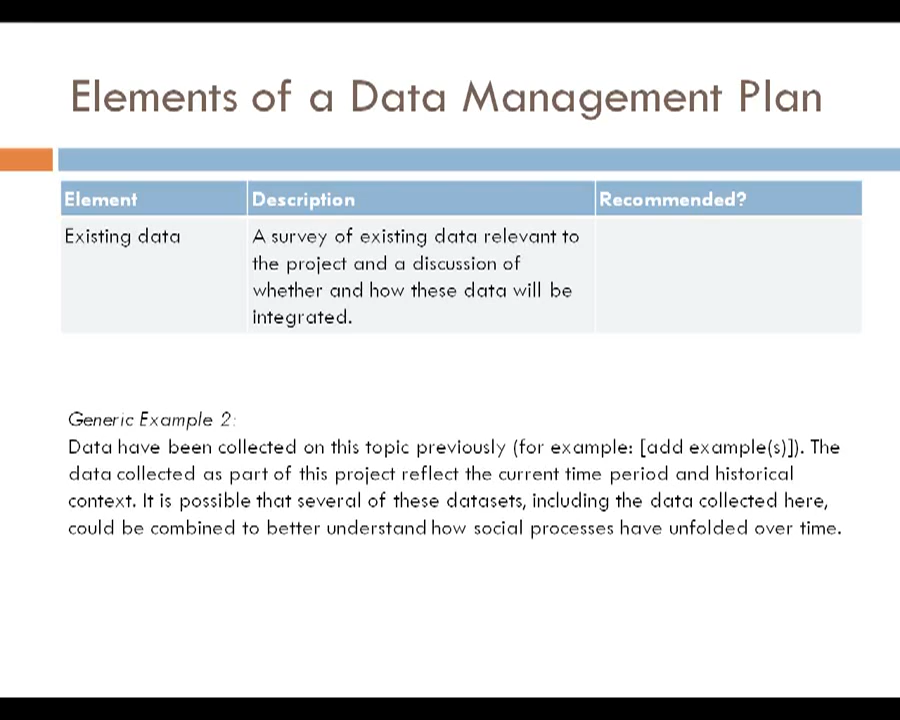 Elements of a Data Management Plan
Element Description Recommended?
Existing data A survey of existing data relevant to
the project and a discussion of
whether and how these data will be
integrated.
Generic Example 2:
Data have been collected on this topic previously (for example: [add example(s)]). The
data collected as part of this project reflect the current time period and historical
context. It is possible that several of these datasets, including the data collected here,
could be combined to better understand how social processes have unfolded over time.